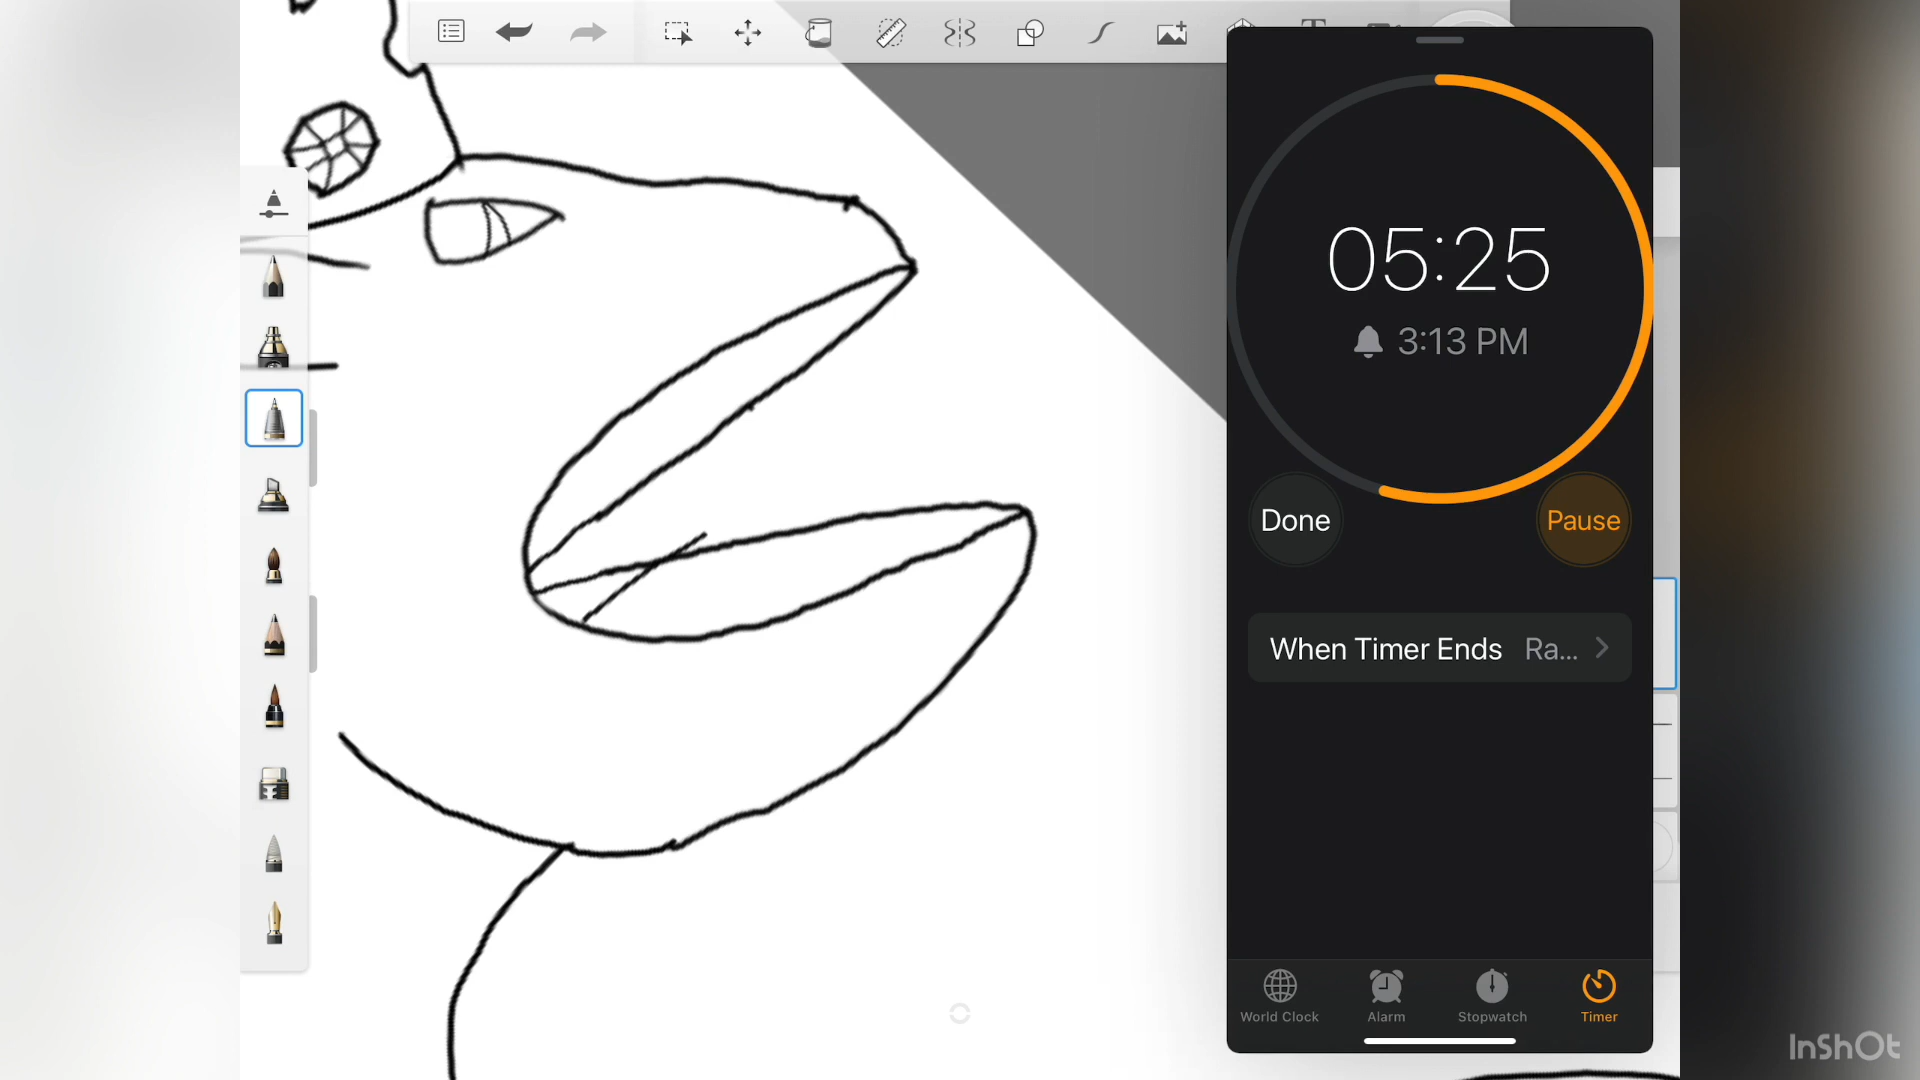 05:25
3:13 PM
Done
Pause
When Timer Ends Ra...
World Clock
Alarm
Stopwatch
Timer
InShOt